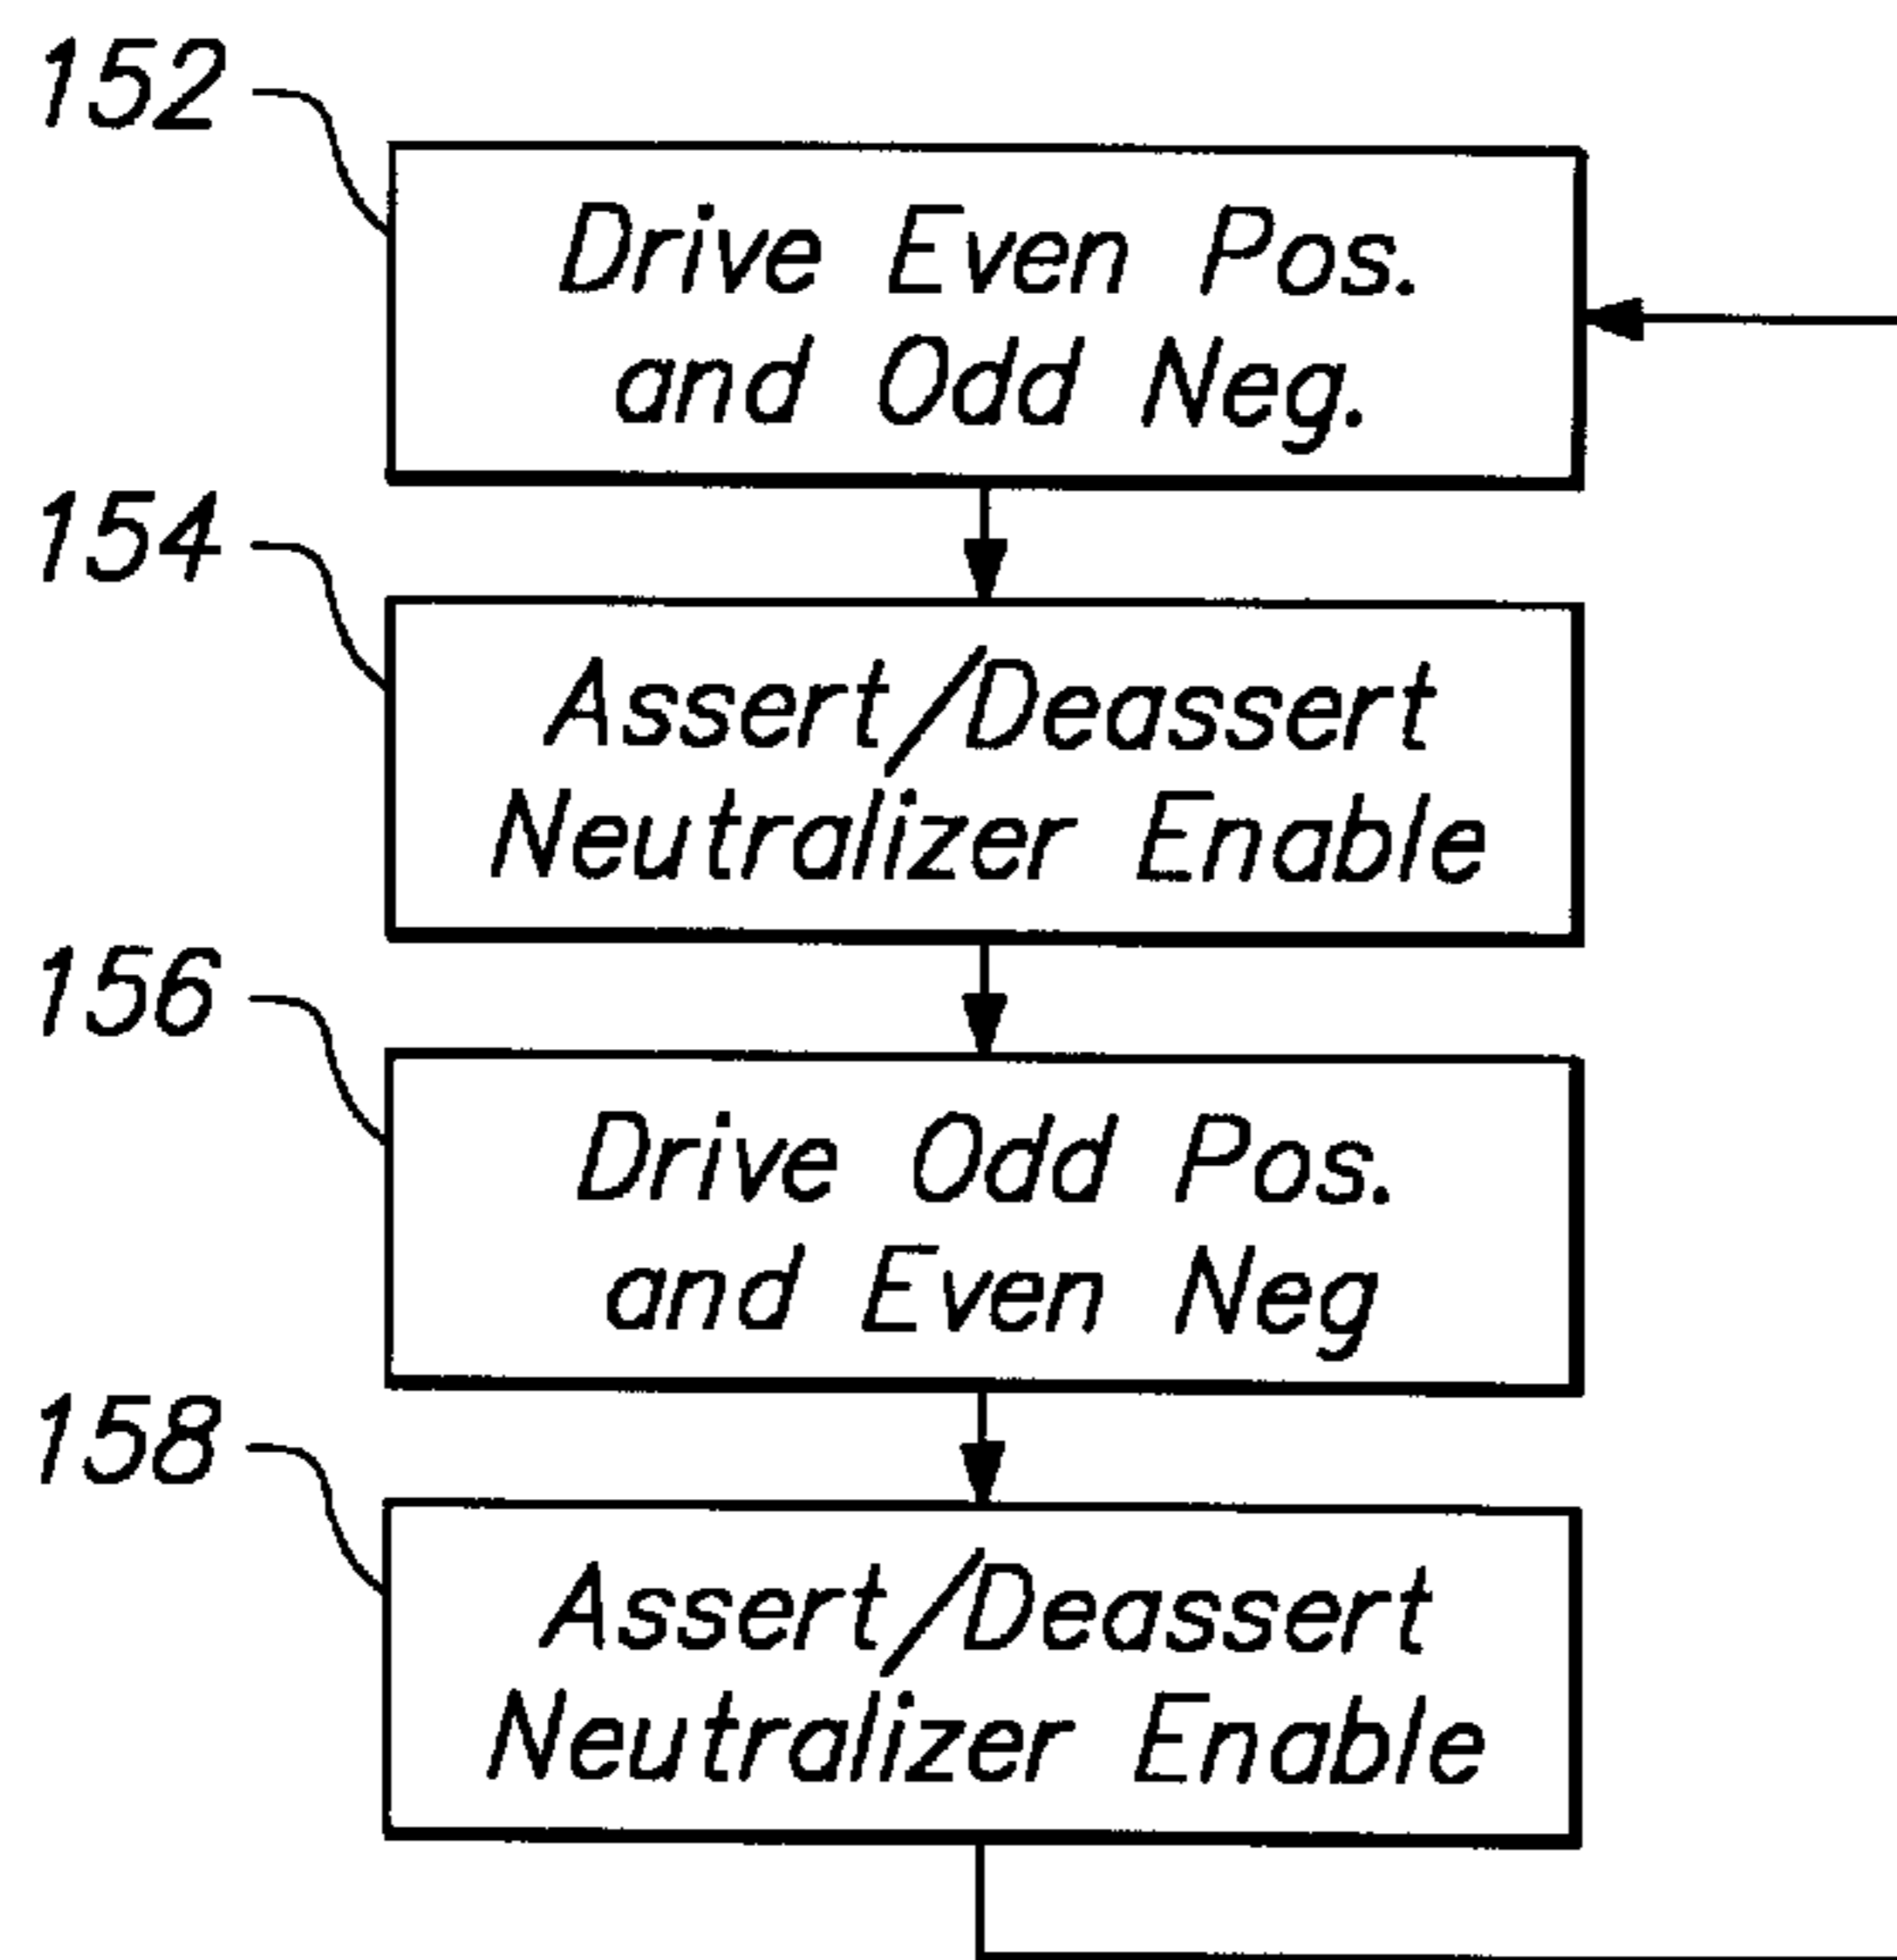 152
Drive Even Pos.
and Odd Neg.
154
Assert/Deassert
Neutralizer Enable
156
Drive Odd Pos.
and Even Neg
158
Assert/Deassert
Neutralizer Enable